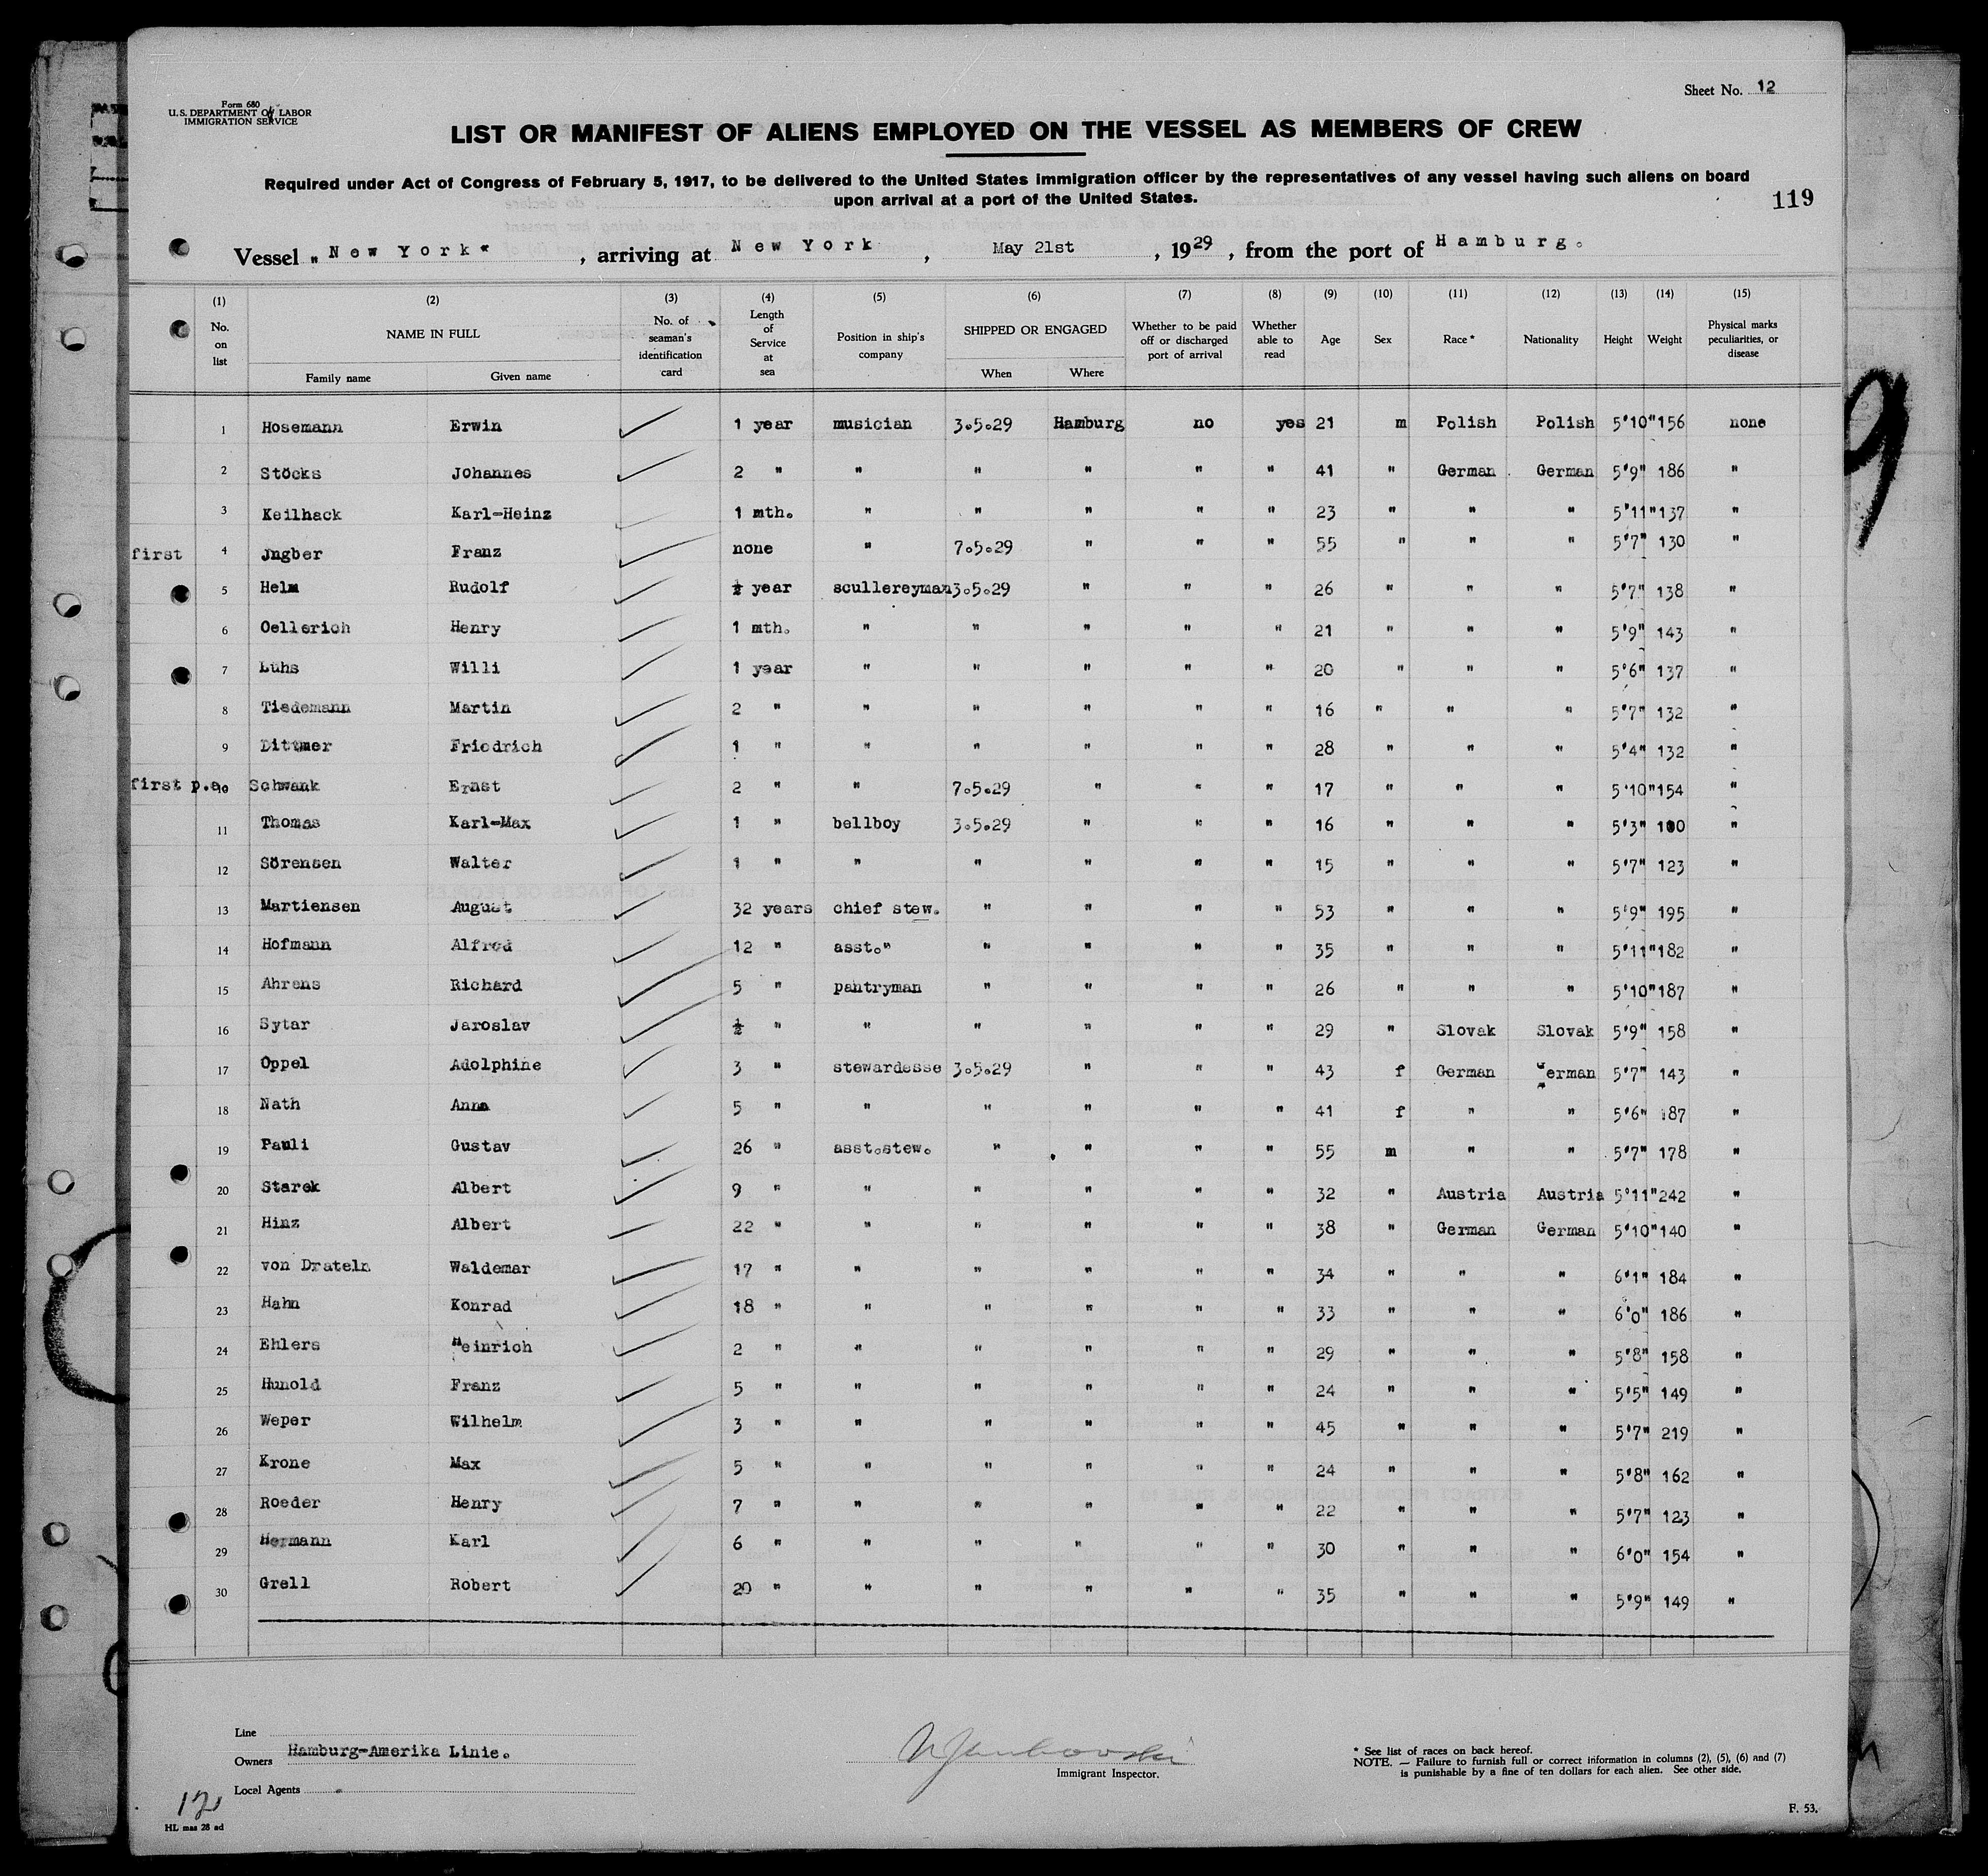 Sheet No. 12
Form 680
U.S. DEPARTMENT OF LABOR
IMMIGRATION SERVICE
LIST OR MANIFEST OF ALIENS EMPLOYED ON THE VESSEL AS MEMBERS OF CREW
Required under Act of Congress of February 5, 1917, to be delivered to the United States immigration officer by the representatives of any vessel having such aliens on board
upon arrival at a port of the United States.
119
Vessel „New York", arriving at New York, May 21st, 1929, from the port of Hamburg.
(1) (2) (3) (4) (5) (6) (7) (8) (9) (10) (11) (12) (13) (14) (15)
No. on list NAME IN FULL Family name Given name No. of seaman's identification card Length of Service at sea Position in ship's company SHIPPED OR ENGAGED When Where Whether to be paid off or discharged port of arrival Whether able to read Age Sex Race* Nationality Height Weight Physical marks peculiarities, or disease
1 Hosemann Erwin 1 year musician 3.5.29 Hamburg no yes 21 m Polish Polish 5'10" 156 none
2 Stöcks Johannes 2 " " " " " " 41 " German German 5'9" 186 "
3 Keilhack Karl-Heinz 1 mth. " " " " " 23 " " " 5'11" 137 "
first 4 Jngber Franz none " 7.5.29 " " " 55 " " " 5'7" 130 "
5 Helm Rudolf ½ year scullereyman 3.5.29 " " " 26 " " " 5'7" 138 "
6 Oellerich Henry 1 mth. " " " " " 21 " " " 5'9" 143 "
7 Lühs Willi 1 year " " " " " 20 " " " 5'6" 137 "
8 Tiedemann Martin 2 " " " " " " 16 " " " 5'7" 132 "
9 Dittmer Friedrich 1 " " " " " " 28 " " " 5'4" 132 "
first p.a. 10 Schwank Ernst 2 " " 7.5.29 " " " 17 " " " 5'10" 154 "
11 Thomas Karl-Max 1 " bellboy 3.5.29 " " " 16 " " " 5'3" 100 "
12 Sörensen Walter 1 " " " " " " 15 " " " 5'7" 123 "
13 Martiensen August 32 years chief stew. " " " " 53 " " " 5'9" 195 "
14 Hofmann Alfred 12 " asst. " " " " " 35 " " " 5'11" 182 "
15 Ahrens Richard 5 " pantryman " " " " 26 " " " 5'10" 187 "
16 Sytar Jaroslav ½ " " " " " " 29 " Slovak Slovak 5'9" 158 "
17 Oppel Adolphine 3 " stewardesse 3.5.29 " " " 43 f German German 5'7" 143 "
18 Nath Anna 5 " " " " " " 41 f " " 5'6" 187 "
19 Pauli Gustav 26 " asst.stew. " " " " 55 m " " 5'7" 178 "
20 Starek Albert 9 " " " " " " 32 " Austria Austria 5'11" 242 "
21 Hinz Albert 22 " " " " " " 38 " German German 5'10" 140 "
22 von Drateln Waldemar 17 " " " " " " 34 " " " 6'1" 184 "
23 Hahn Konrad 18 " " " " " " 33 " " " 6'0" 186 "
24 Ehlers Heinrich 2 " " " " " " 29 " " " 5'8" 158 "
25 Hunold Franz 5 " " " " " " 24 " " " 5'5" 149 "
26 Weper Wilhelm 3 " " " " " " 45 " " " 5'7" 219 "
27 Krone Max 5 " " " " " " 24 " " " 5'8" 162 "
28 Roeder Henry 7 " " " " " " 22 " " " 5'7" 123 "
29 Hermann Karl 6 " " " " " " 30 " " " 6'0" 154 "
30 Grell Robert 20 " " " " " " 35 " " " 5'9" 149 "
Line
Owners Hamburg-Amerika Linie.
Local Agents
Immigrant Inspector.
* See list of races on back hereof.
NOTE. — Failure to furnish full or correct information in columns (2), (5), (6) and (7)
is punishable by a fine of ten dollars for each alien. See other side.
F. 53.
HL mas 28 ad